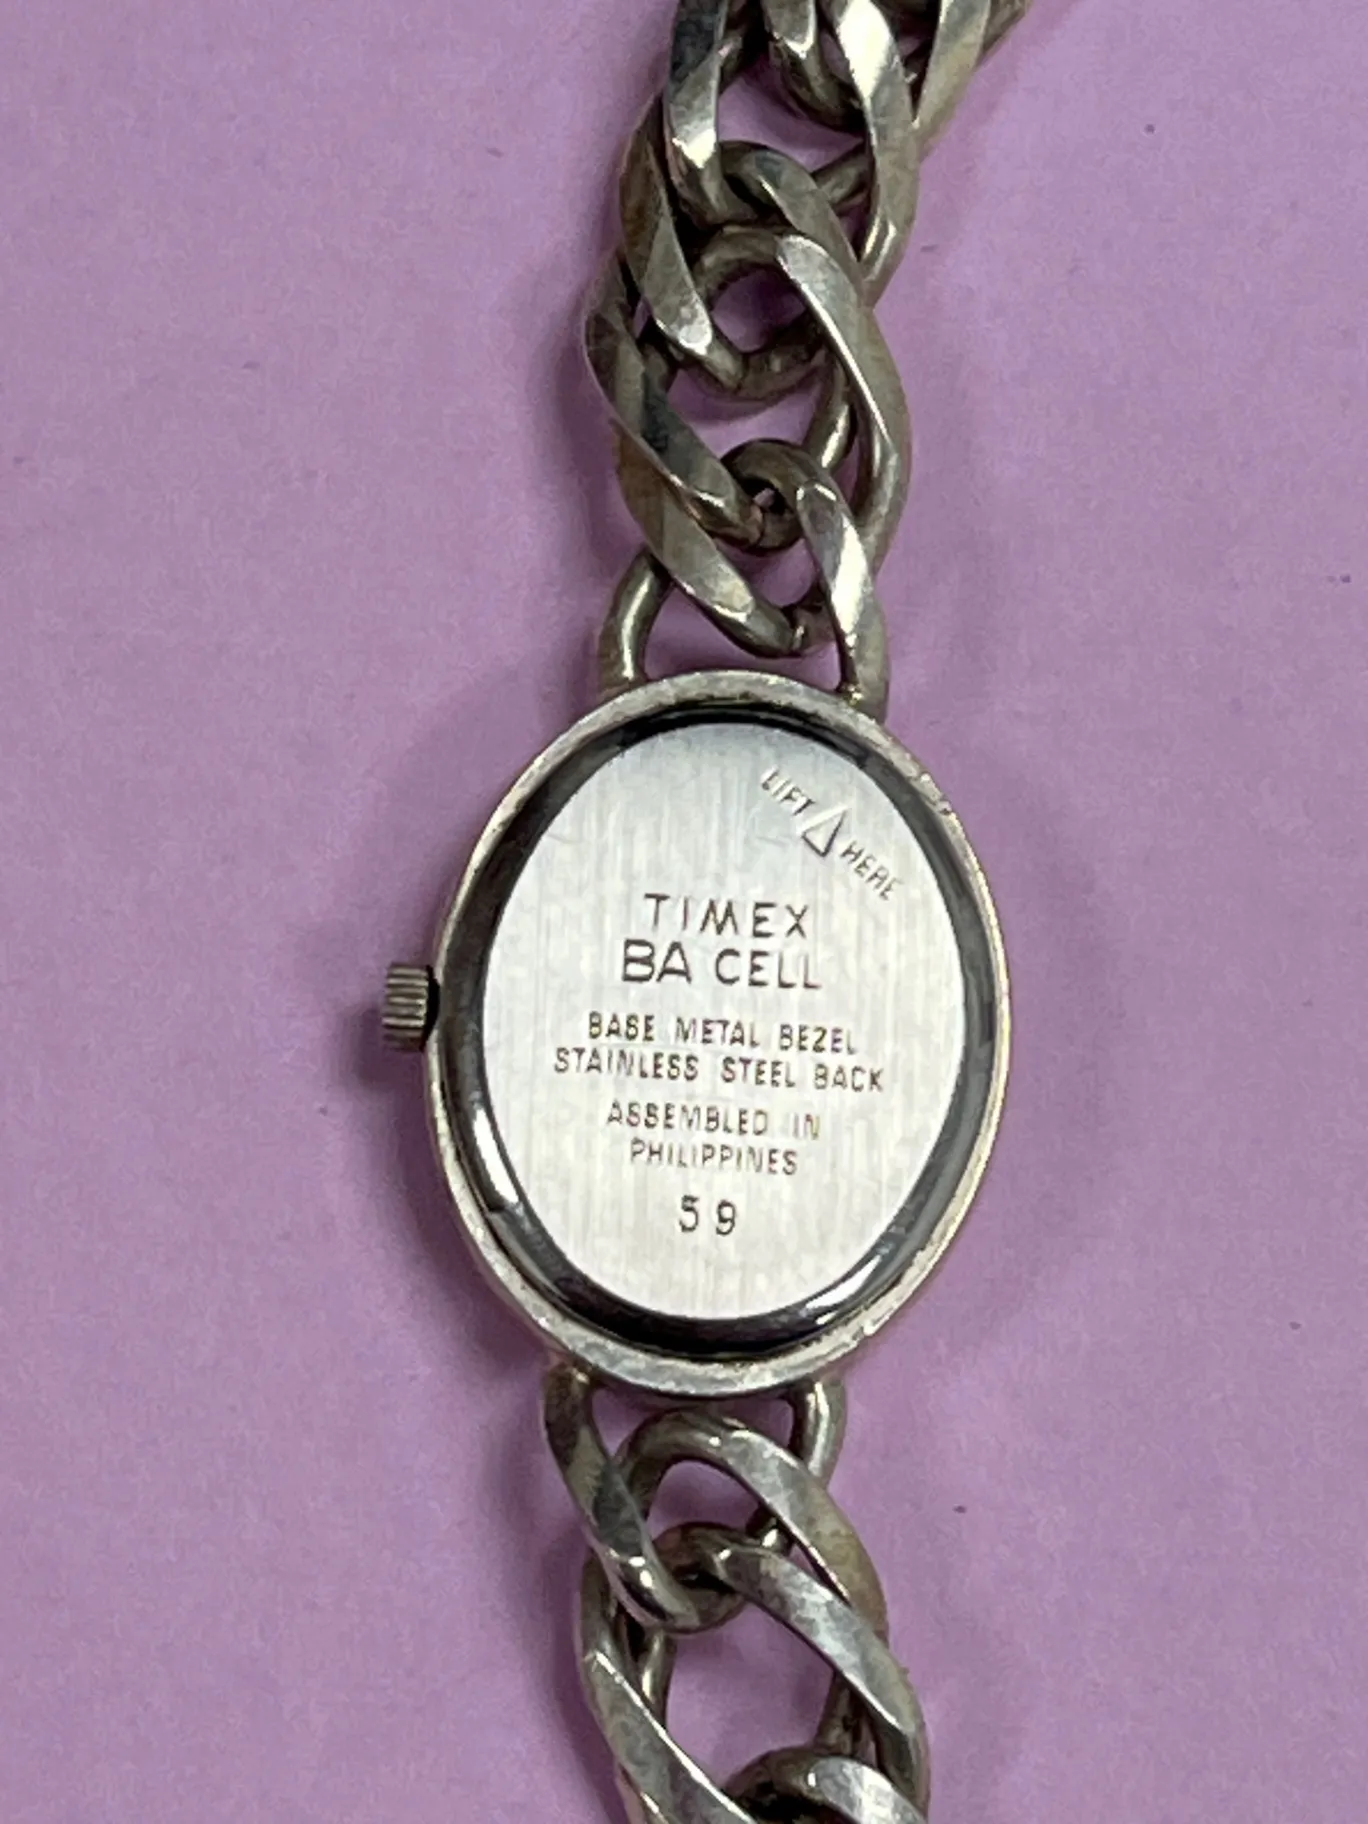 LIFT HERE
TIMEX
BA CELL
BASE METAL BEZEL
STAINLESS STEEL BACK
ASSEMBLED IN
PHILIPPINES
59